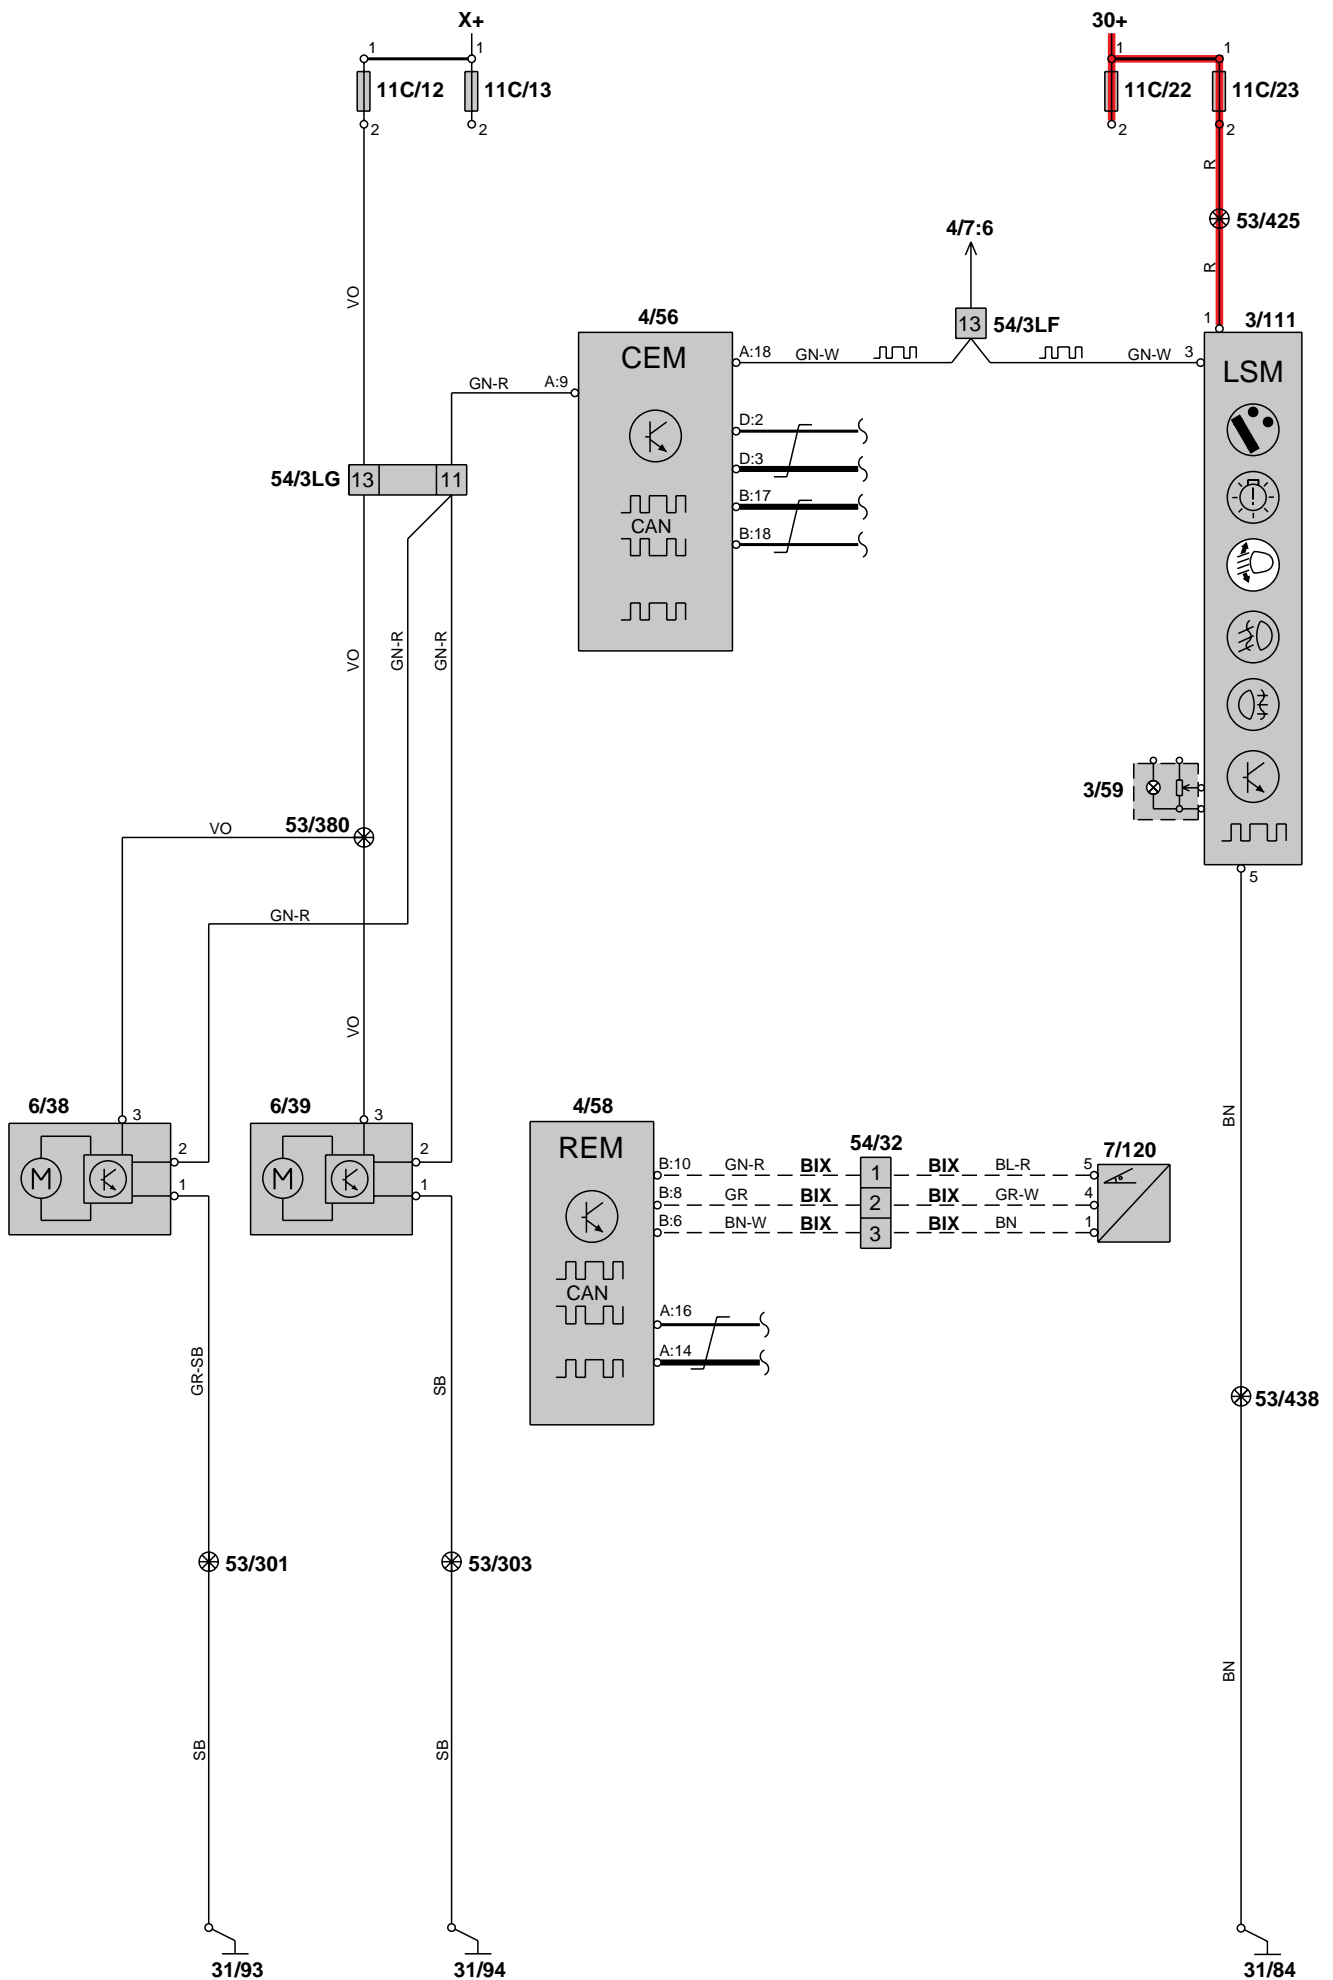 X+
30+
1 1
1 1
11C/12 11C/13
11C/22 11C/23
2 2
2 2
R
53/425
4/7:6
R
VO
4/56
13 54/3LF
1 3/111
CEM
A:18 GN-W
GN-W 3
LSM
GN-R A:9
D:2
D:3
54/3LG 13 11
B:17
CAN
B:18
VO GN-R GN-R
3/59
53/380
VO
5
GN-R
VO
6/38 6/39 4/58
3 3
BN
REM
54/32
7/120
2 2
M M
1 1
B:10 GN-R BIX 1 BIX BL-R 5
B:8 GR BIX 2 BIX GR-W 4
B:6 BN-W BIX 3 BIX BN 1
CAN
A:16
A:14
GR-SB SB
53/438
53/301 53/303
BN
SB SB
31/93 31/94 31/84